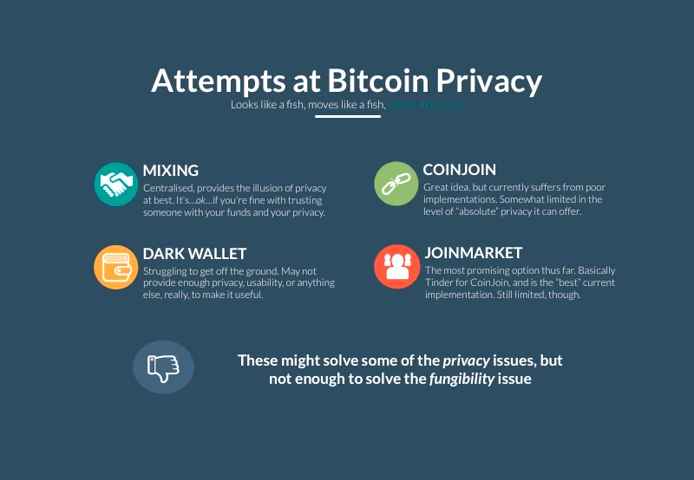 Attempts at Bitcoin Privacy
Looks like a fish, moves like a fish,
MIXING
Centralised, provides the illusion of privacy
at best. It's...ok...if you're fine with trusting
someone with your funds and your privacy.
COINJOIN
Great idea, but currently suffers from poor
implementations. Somewhat limited in the
level of "absolute" privacy it can offer.
DARK WALLET
Struggling to get off the ground. May not
provide enough privacy, usability, or anything
else, really, to make it useful.
JOINMARKET
The most promising option thus far. Basically
Tinder for CoinJoin, and is the "best" current
implementation. Still limited, though.
These might solve some of the privacy issues, but
not enough to solve the fungibility issue